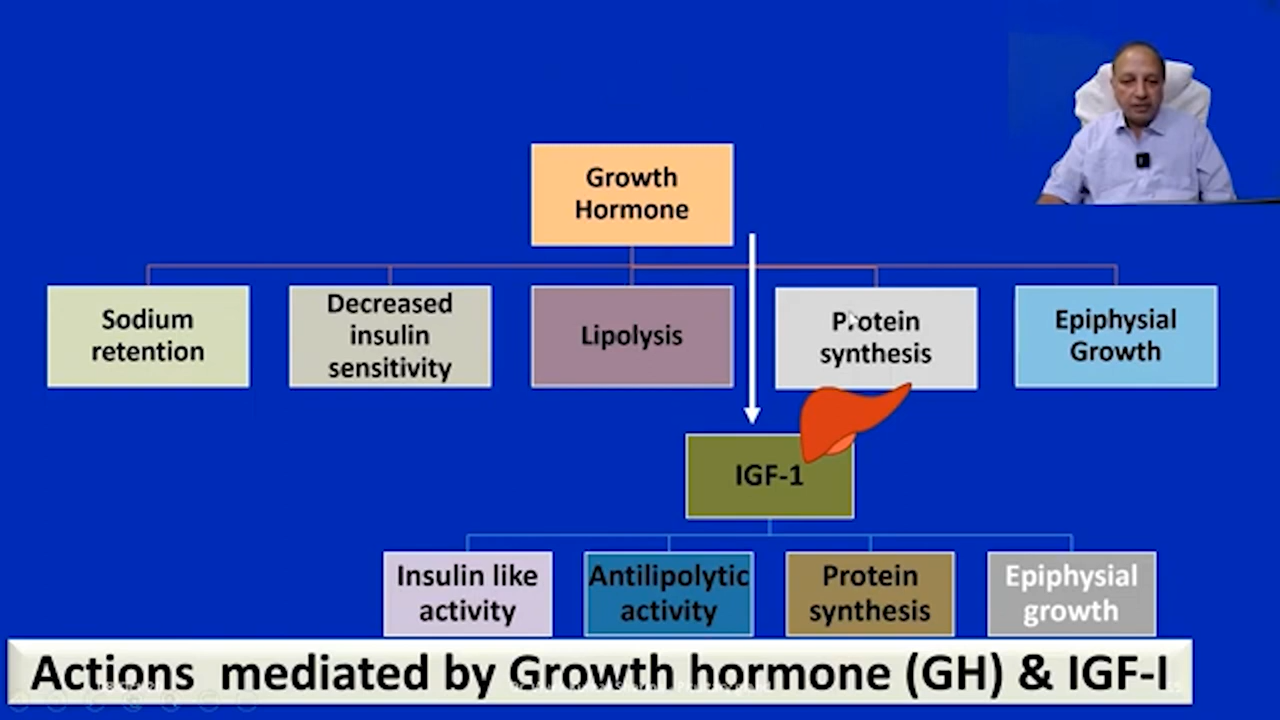 Growth
Hormone
Sodium
retention
Decreased
insulin
sensitivity
Lipolysis
Protein
synthesis
Epiphysial
Growth
IGF-1
Insulin like
activity
Antilipolytic
activity
Protein
synthesis
Epiphysial
growth
Actions mediated by Growth hormone (GH) & IGF-I